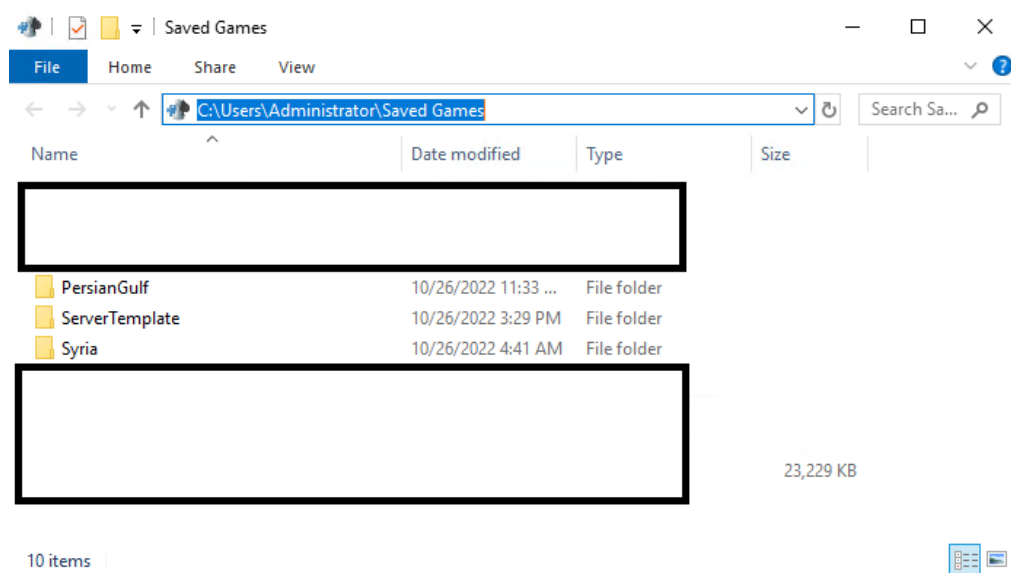 Saved Games
File Home Share View
C:\Users\Administrator\Saved Games Search Sa...
Name Date modified Type Size
PersianGulf 10/26/2022 11:33 ... File folder
ServerTemplate 10/26/2022 3:29 PM File folder
Syria 10/26/2022 4:41 AM File folder
23,229 KB
10 items